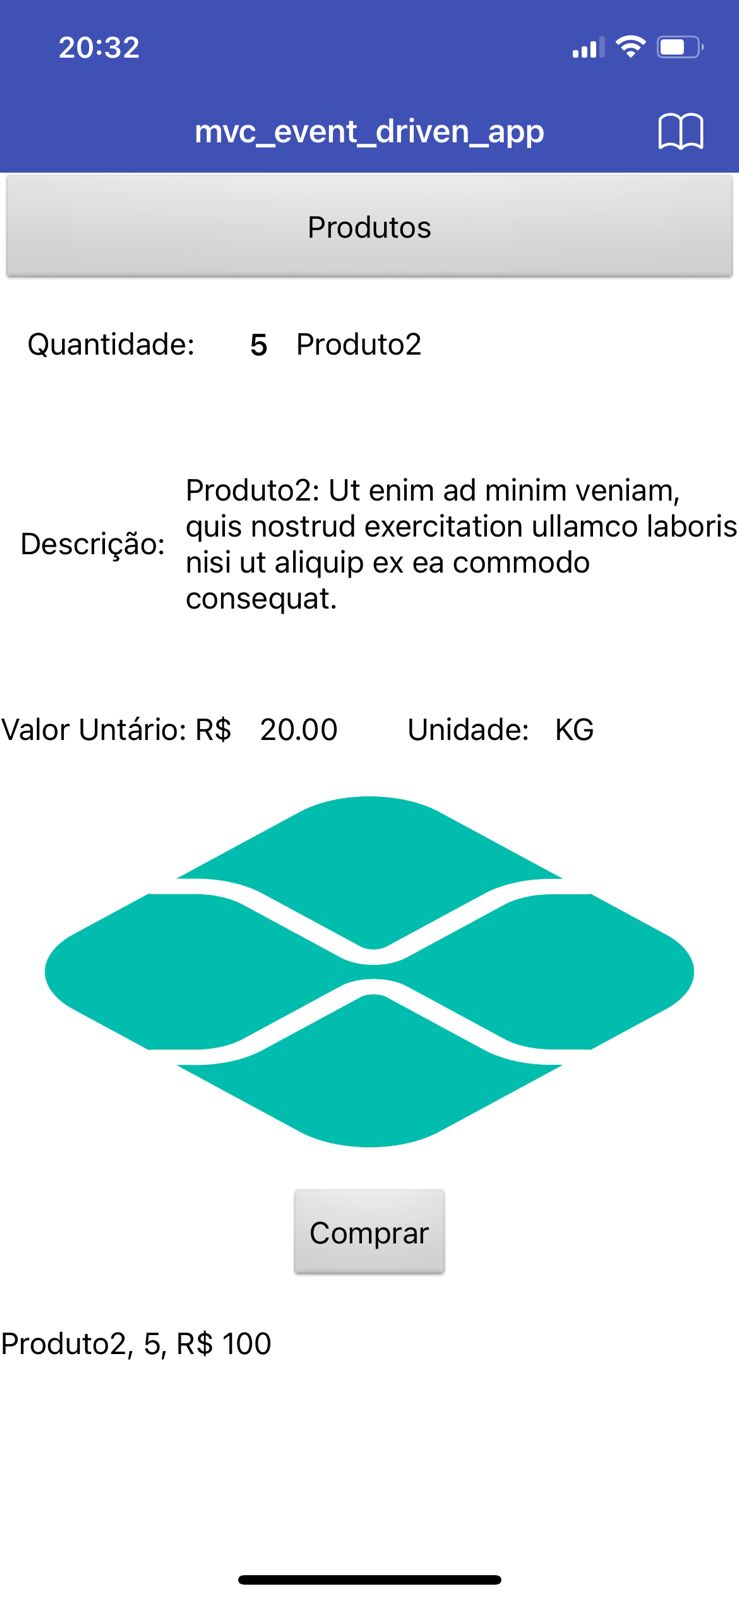 20:32
mvc_event_driven_app
Produtos
Quantidade: 5 Produto2
Produto2: Ut enim ad minim veniam,
quis nostrud exercitation ullamco laboris
Descrição:
nisi ut aliquip ex ea commodo
consequat.
Valor Untário: R$ 20.00 Unidade: KG
Comprar
Produto2, 5, R$ 100